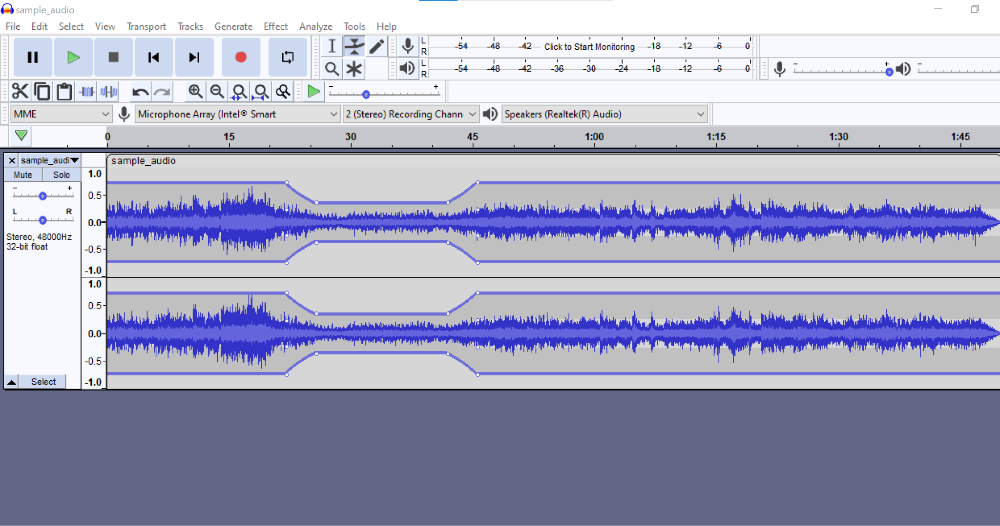 sample_audio
File Edit Select View Transport Tracks Generate Effect Analyze Tools Help
L
R
-54 -48 -42 Click to Start Monitoring -18 -12 -6 0
L
R
-54 -48 -42 -36 -30 -24 -18 -12 -6 0
- + -
- +
MME Microphone Array (Intel® Smart 2 (Stereo) Recording Chann Speakers (Realtek(R) Audio)
0 15 30 45 1:00 1:15 1:30 1:45
sample_audi sample_audio
Mute Solo
- +
L R
Stereo, 48000Hz
32-bit float
Select
1.0
0.5
0.0
-0.5
-1.0
1.0
0.5
0.0
-0.5
-1.0